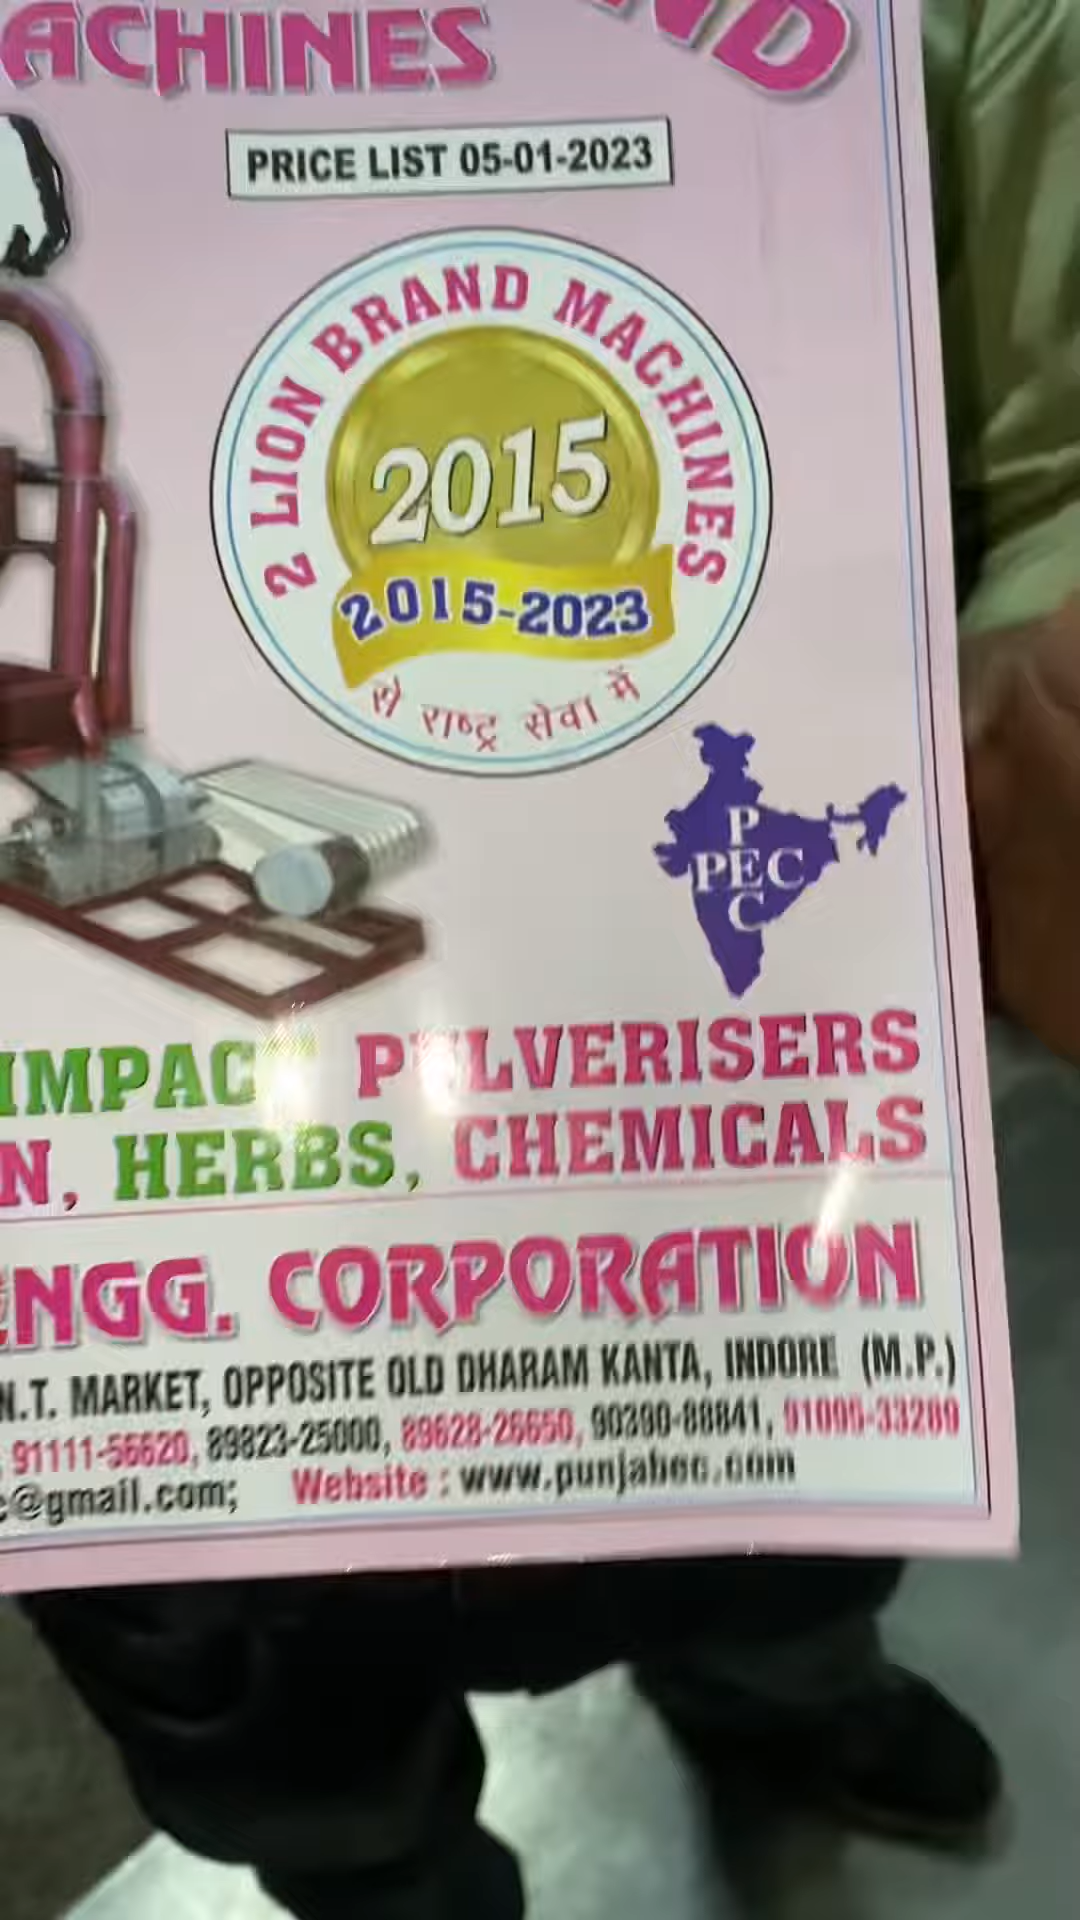 ACHINES
ND
PRICE LIST 05-01-2023
2 LION BRAND MACHINES
2015
2015-2023
से राष्ट्र सेवा में
P
PEC
C
IMPAC PULVERISERS
N, HERBS, CHEMICALS
ENGG. CORPORATION
N.T. MARKET, OPPOSITE OLD DHARAM KANTA, INDORE (M.P.)
91111-56620, 89823-25000, 89628-26650, 90390-88841,
@gmail.com; Website : www.punjabec.com